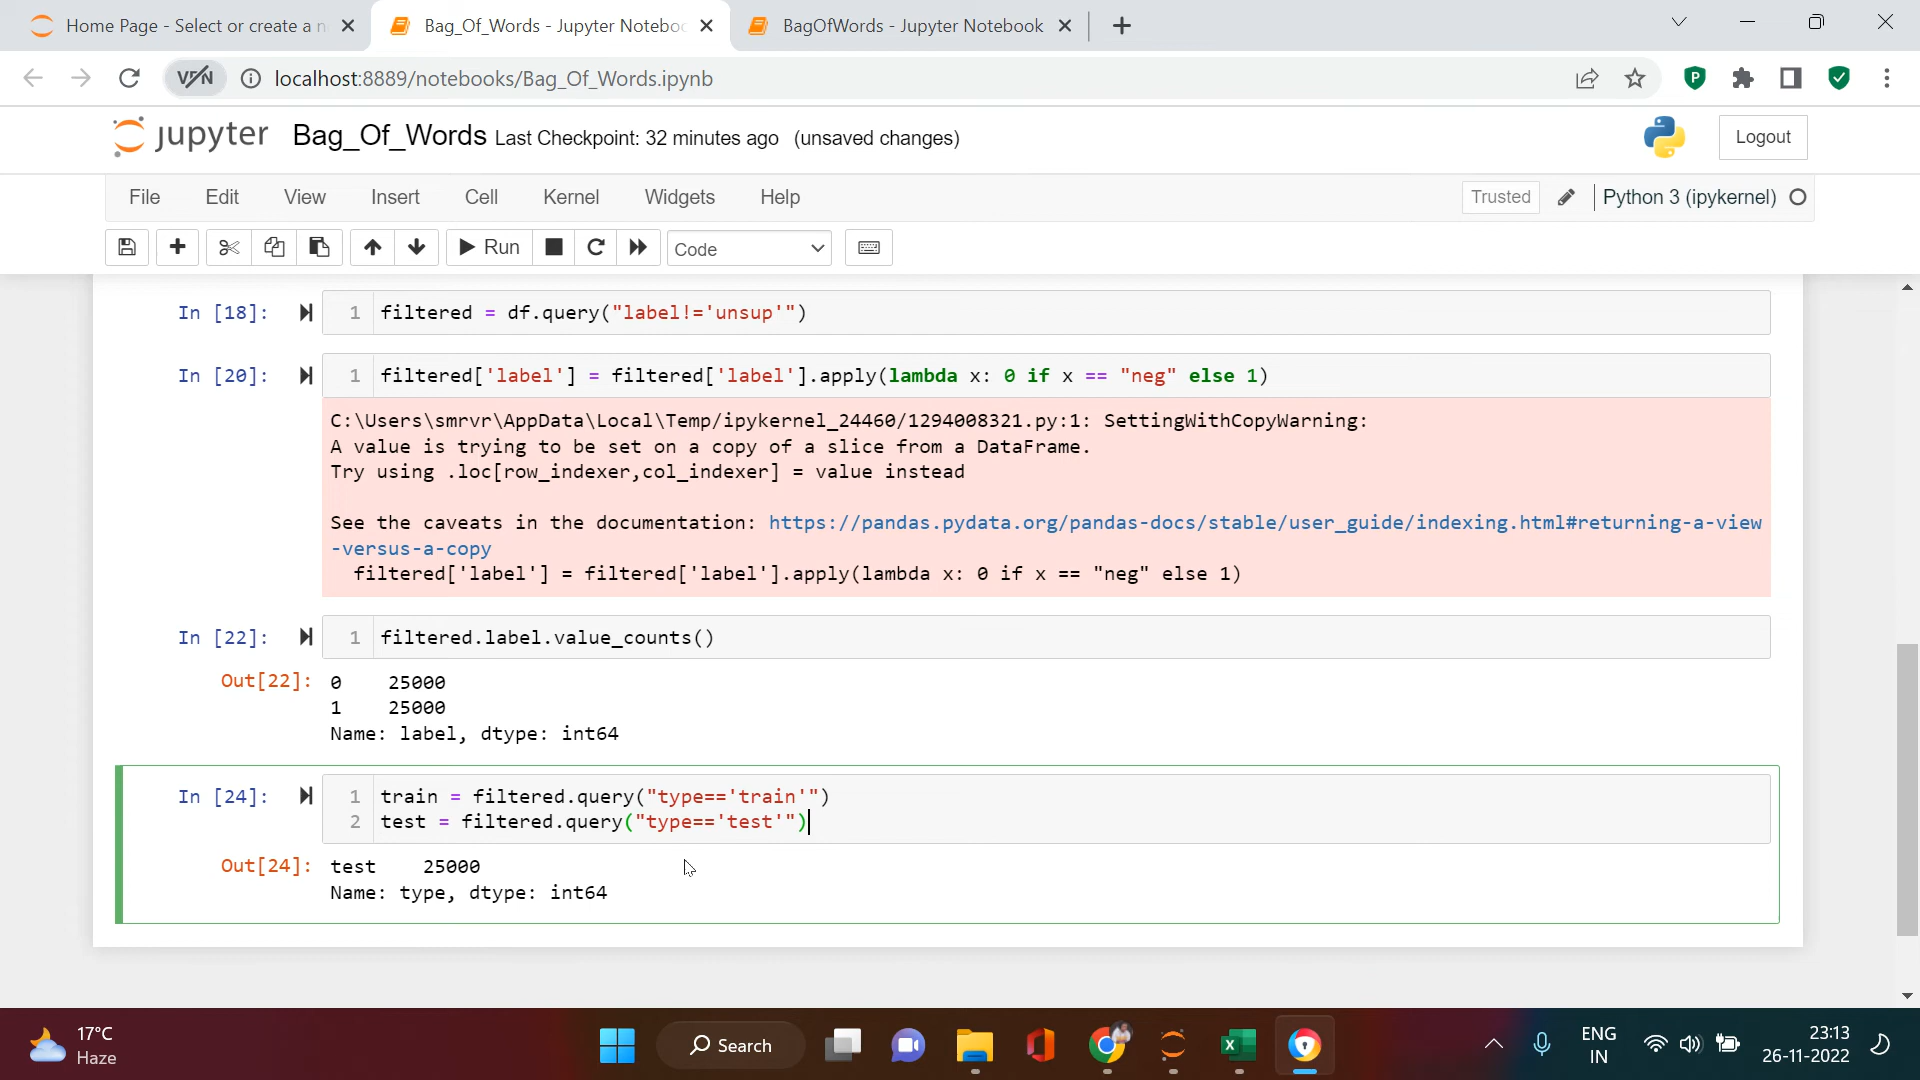 Home Page - Select or create a n
Bag_Of_Words - Jupyter Noteboo
BagOfWords - Jupyter Notebook
VPN
localhost:8889/notebooks/Bag_Of_Words.ipynb
jupyter Bag_Of_Words Last Checkpoint: 32 minutes ago (unsaved changes)
Logout
File Edit View Insert Cell Kernel Widgets Help
Trusted
Python 3 (ipykernel)
Run
Code
In [18]: 1 filtered = df.query("label!='unsup'")
In [20]: 1 filtered['label'] = filtered['label'].apply(lambda x: 0 if x == "neg" else 1)
C:\Users\smrvr\AppData\Local\Temp/ipykernel_24460/1294008321.py:1: SettingWithCopyWarning:
A value is trying to be set on a copy of a slice from a DataFrame.
Try using .loc[row_indexer,col_indexer] = value instead
See the caveats in the documentation: https://pandas.pydata.org/pandas-docs/stable/user_guide/indexing.html#returning-a-view
-versus-a-copy
filtered['label'] = filtered['label'].apply(lambda x: 0 if x == "neg" else 1)
In [22]: 1 filtered.label.value_counts()
Out[22]: 0 25000
1 25000
Name: label, dtype: int64
In [24]: 1 train = filtered.query("type=='train'")
2 test = filtered.query("type=='test'")
Out[24]: test 25000
Name: type, dtype: int64
17°C
Haze
Search
ENG
IN
23:13
26-11-2022